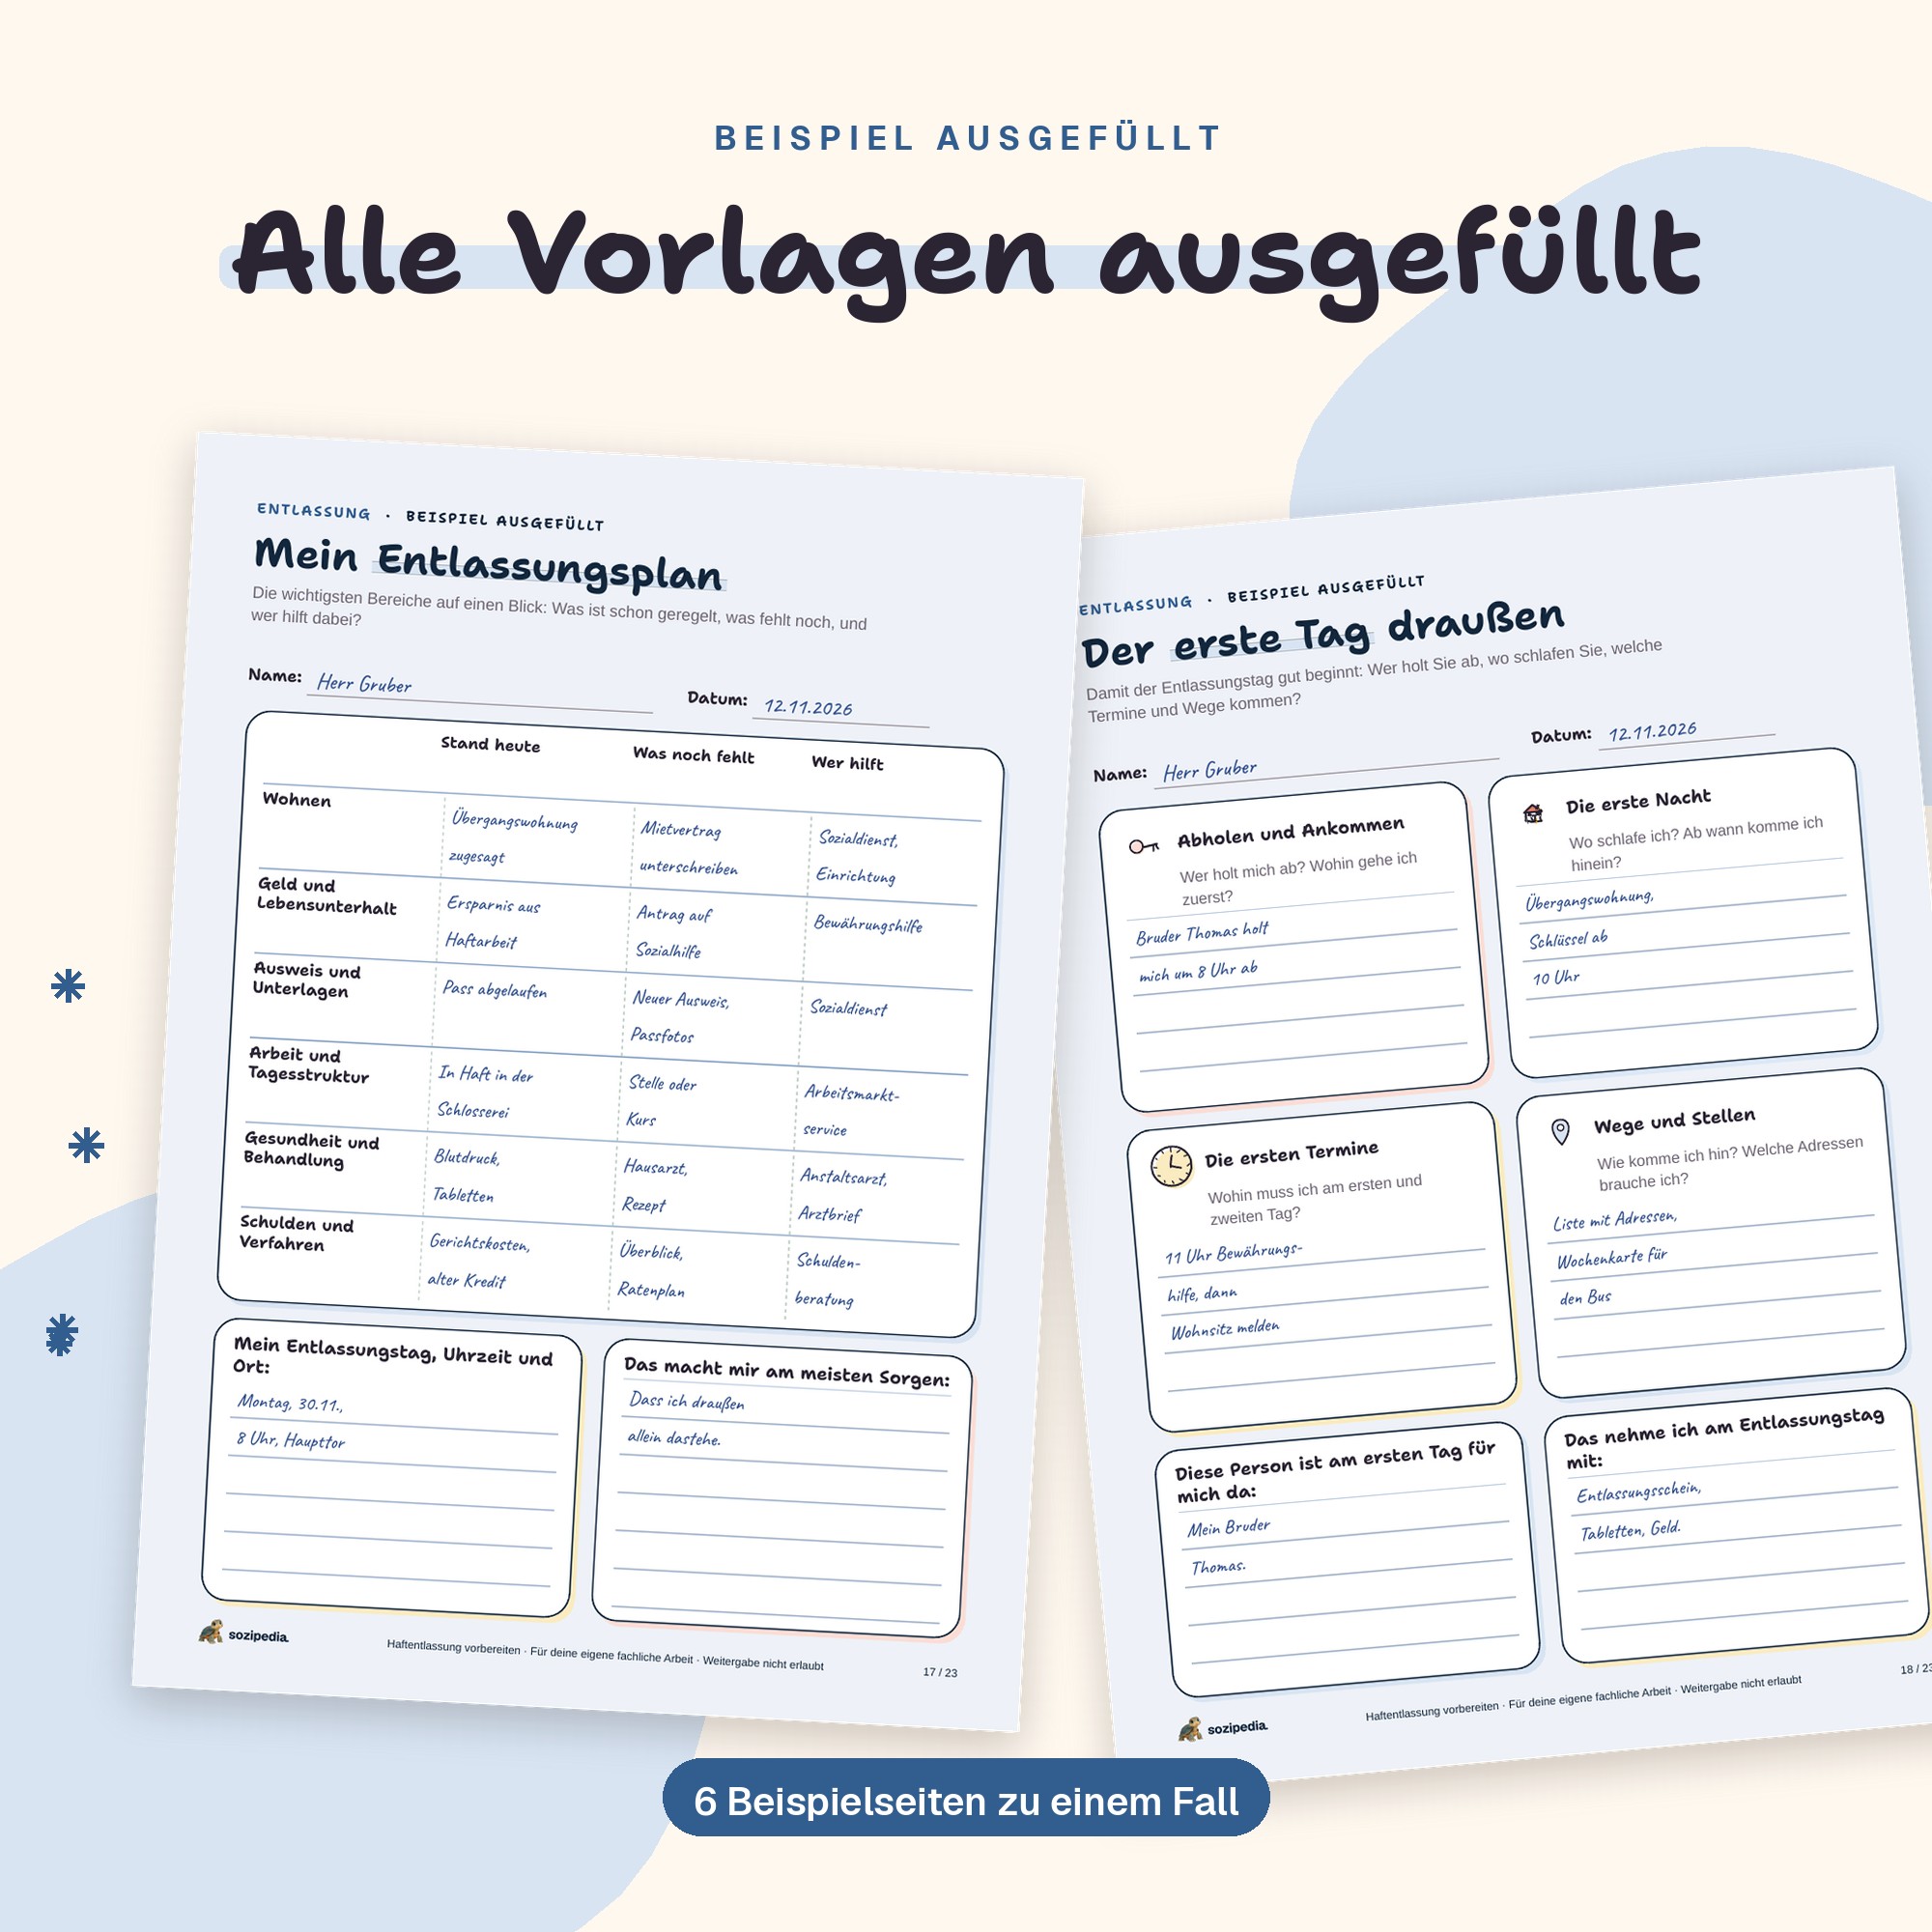 BEISPIEL AUSGEFÜLLT
Alle Vorlagen ausgefüllt
ENTLASSUNG · BEISPIEL AUSGEFÜLLT
Mein Entlassungsplan
Die wichtigsten Bereiche auf einen Blick: Was ist schon geregelt, was fehlt noch, und
wer hilft dabei?
Name: Herr Gruber Datum: 12.11.2026
Stand heute Was noch fehlt Wer hilft
Wohnen
Übergangswohnung
zugesagt
Mietvertrag
unterschreiben
Sozialdienst,
Einrichtung
Geld und
Lebensunterhalt
Ersparnis aus
Haftarbeit
Antrag auf
Sozialhilfe
Bewährungshilfe
Ausweis und
Unterlagen
Pass abgelaufen
Neuer Ausweis,
Passfotos
Sozialdienst
Arbeit und
Tagesstruktur
In Haft in der
Schlosserei
Stelle oder
Kurs
Arbeitsmarkt-
service
Gesundheit und
Behandlung
Blutdruck,
Tabletten
Hausarzt,
Rezept
Anstaltsarzt,
Arztbrief
Schulden und
Verfahren
Gerichtskosten,
alter Kredit
Überblick,
Ratenplan
Schulden-
beratung
Mein Entlassungstag, Uhrzeit und
Ort:
Montag, 30.11.,
8 Uhr, Haupttor
Das macht mir am meisten Sorgen:
Dass ich draußen
allein dastehe.
sozipedia.
Haftentlassung vorbereiten · Für deine eigene fachliche Arbeit · Weitergabe nicht erlaubt
17 / 23
ENTLASSUNG · BEISPIEL AUSGEFÜLLT
Der erste Tag draußen
Damit der Entlassungstag gut beginnt: Wer holt Sie ab, wo schlafen Sie, welche
Termine und Wege kommen?
Name: Herr Gruber Datum: 12.11.2026
Abholen und Ankommen
Wer holt mich ab? Wohin gehe ich
zuerst?
Bruder Thomas holt
mich um 8 Uhr ab
Die erste Nacht
Wo schlafe ich? Ab wann komme ich
hinein?
Übergangswohnung,
Schlüssel ab
10 Uhr
Die ersten Termine
Wohin muss ich am ersten und
zweiten Tag?
11 Uhr Bewährungs-
hilfe, dann
Wohnsitz melden
Wege und Stellen
Wie komme ich hin? Welche Adressen
brauche ich?
Liste mit Adressen,
Wochenkarte für
den Bus
Diese Person ist am ersten Tag für
mich da:
Mein Bruder
Thomas.
Das nehme ich am Entlassungstag
mit:
Entlassungsschein,
Tabletten, Geld.
sozipedia.
Haftentlassung vorbereiten · Für deine eigene fachliche Arbeit · Weitergabe nicht erlaubt
18 / 23
6 Beispielseiten zu einem Fall